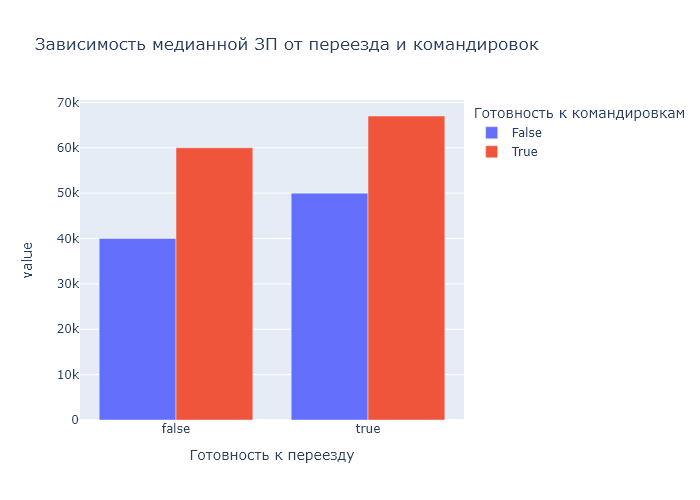 Зависимость медианной ЗП от переезда и командировок
Готовность к командировкам
False
True
70k
60k
50k
40k
30k
20k
10k
0
value
false
true
Готовность к переезду